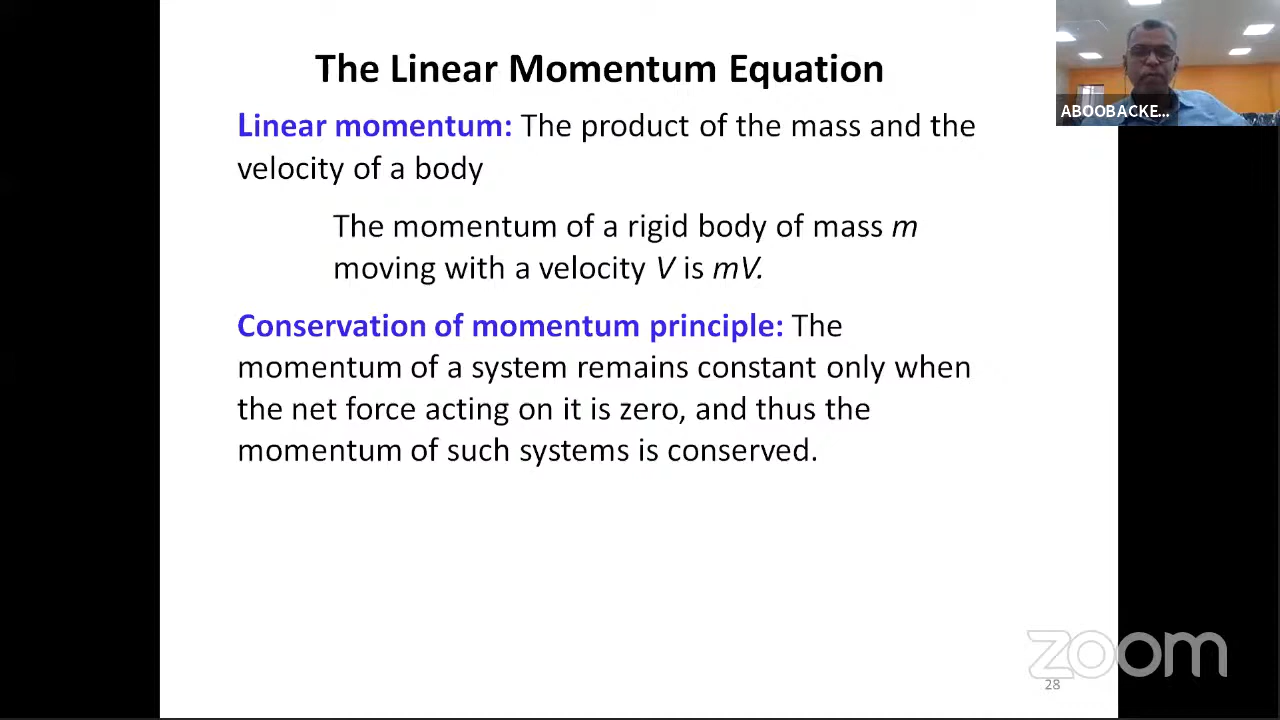 The Linear Momentum Equation
Linear momentum: The product of the mass and the
velocity of a body
The momentum of a rigid body of mass m
moving with a velocity V is mV.
Conservation of momentum principle: The
momentum of a system remains constant only when
the net force acting on it is zero, and thus the
momentum of such systems is conserved.
ABOOBACKE...
zoom
28